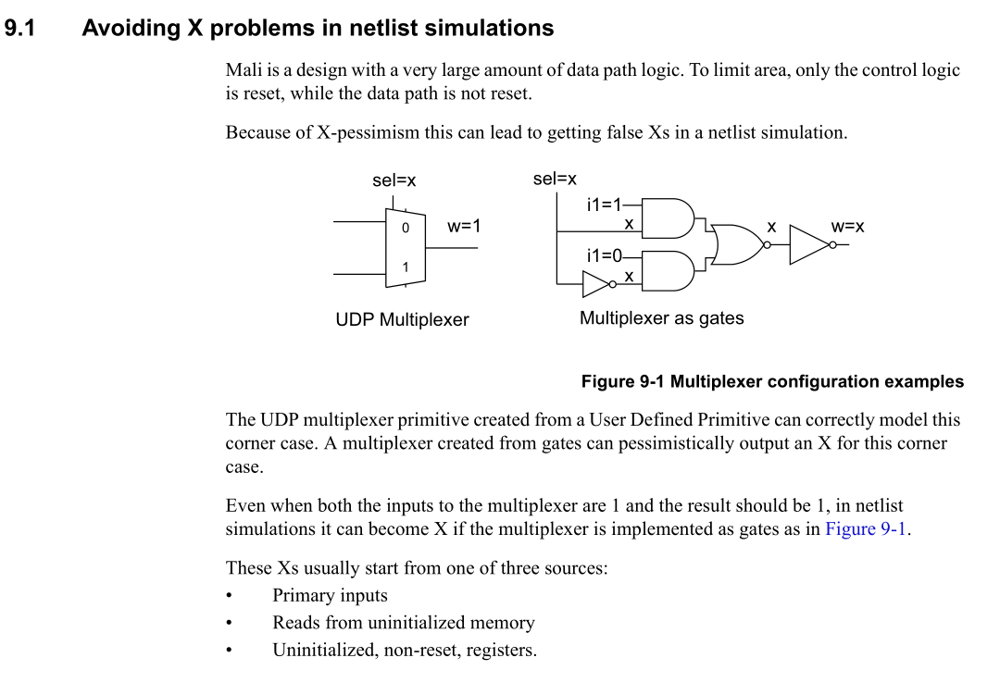 9.1 Avoiding X problems in netlist simulations
Mali is a design with a very large amount of data path logic. To limit area, only the control logic
is reset, while the data path is not reset.
Because of X-pessimism this can lead to getting false Xs in a netlist simulation.
sel=x
0
1
w=1
UDP Multiplexer
sel=x
i1=1
x
i1=0
x
x
w=x
Multiplexer as gates
Figure 9-1 Multiplexer configuration examples
The UDP multiplexer primitive created from a User Defined Primitive can correctly model this
corner case. A multiplexer created from gates can pessimistically output an X for this corner
case.
Even when both the inputs to the multiplexer are 1 and the result should be 1, in netlist
simulations it can become X if the multiplexer is implemented as gates as in Figure 9-1.
These Xs usually start from one of three sources:
• Primary inputs
• Reads from uninitialized memory
• Uninitialized, non-reset, registers.